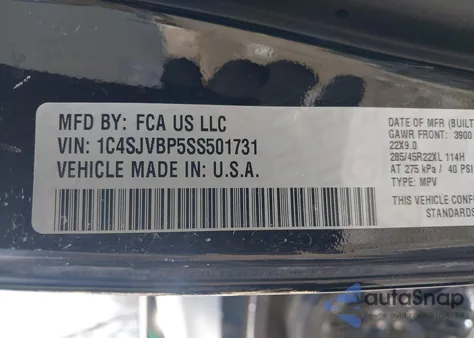 MFD BY: FCA US LLC
VIN: 1C4SJVBP5SS501731
VEHICLE MADE IN: U.S.A.
DATE OF MFR (BUILT
GAWR FRONT: 3900
22X9.0
285/45R22XL 114H
AT 275 kPa / 40 PSI
TYPE: MPV
THIS VEHICLE CONF
STANDARDS
autoSnap